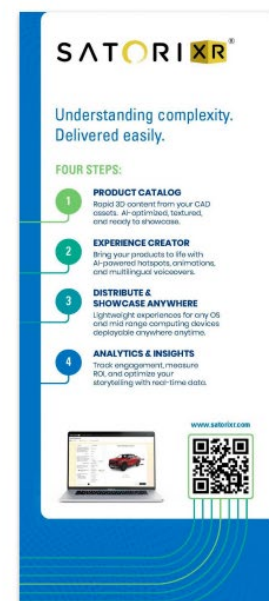 SATORIXR®
Understanding complexity.
Delivered easily.
FOUR STEPS:
1
PRODUCT CATALOG
Rapid 3D content from your CAD
assets. AI-optimized, textured,
and ready to showcase.
2
EXPERIENCE CREATOR
Bring your products to life with
AI-powered hotspots, animations,
and multilingual voiceovers.
3
DISTRIBUTE &
SHOWCASE ANYWHERE
Lightweight experiences for any OS
and mid range computing devices
deployable anywhere anytime.
4
ANALYTICS & INSIGHTS
Track engagement, measure
ROI, and optimize your
storytelling with real-time data.
www.satorixr.com